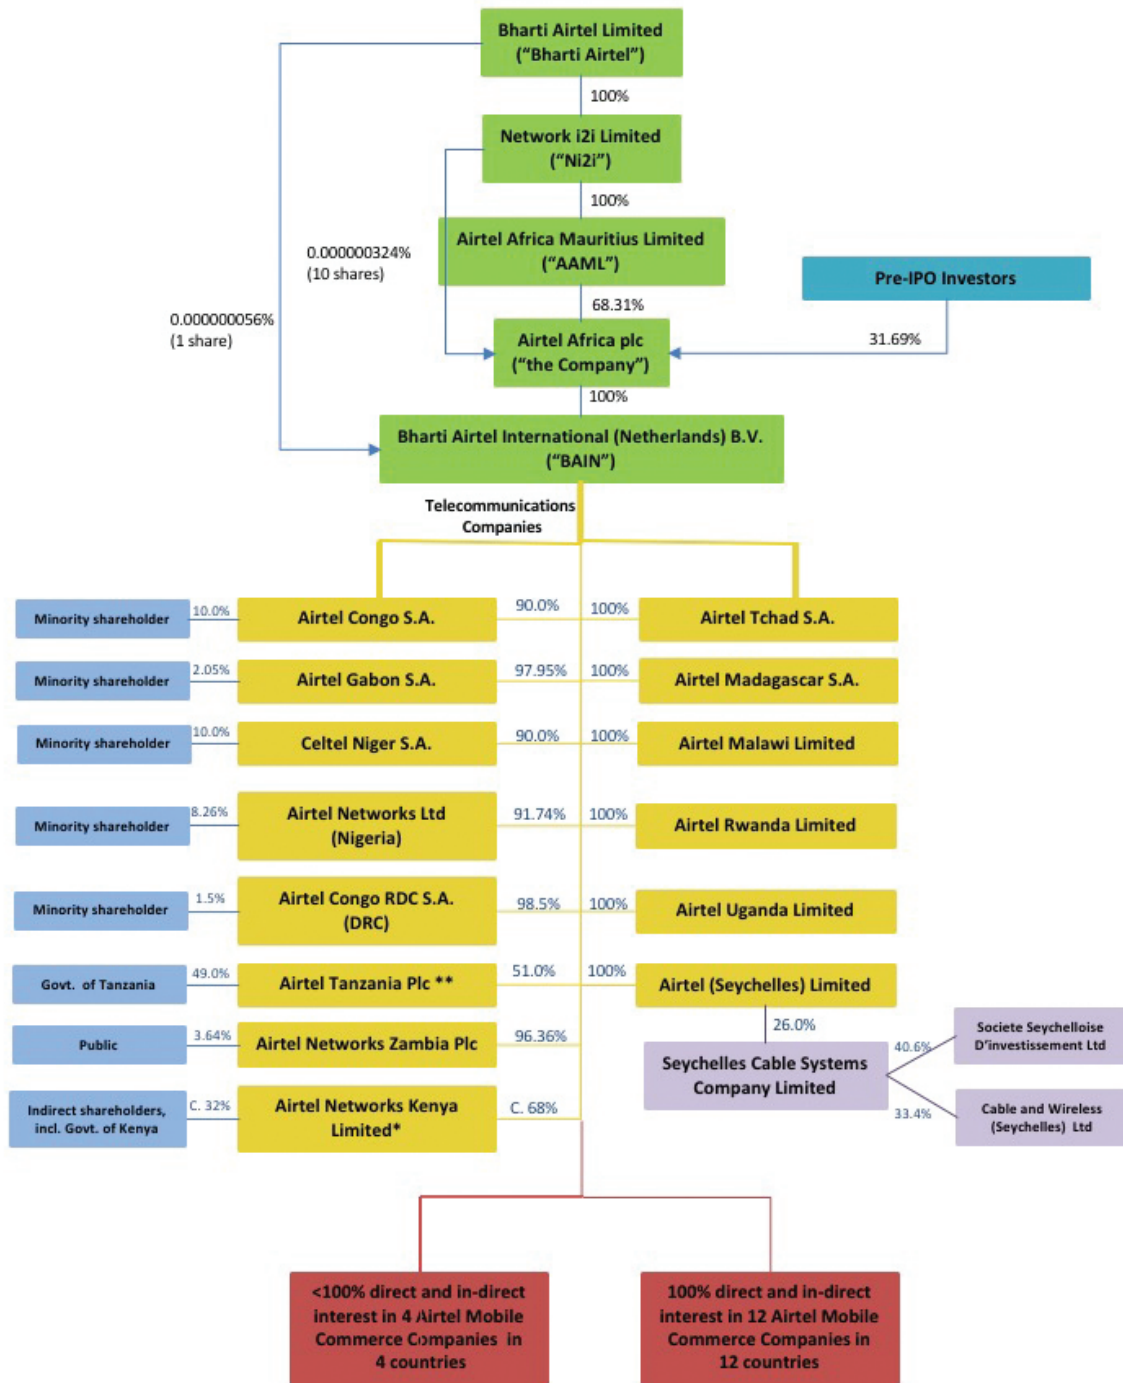 Bharti Airtel Limited
(“Bharti Airtel”)
100%
Network i2i Limited
(“Ni2i”)
100%
0.000000324%
(10 shares)
Airtel Africa Mauritius Limited
(“AAML”)
Pre-IPO Investors
68.31%
0.000000056%
(1 share)
Airtel Africa plc
(“the Company”)
31.69%
100%
Bharti Airtel International (Netherlands) B.V.
(“BAIN”)
Telecommunications
Companies
Minority shareholder
10.0%
Airtel Congo S.A.
90.0%
100%
Airtel Tchad S.A.
Minority shareholder
2.05%
Airtel Gabon S.A.
97.95%
100%
Airtel Madagascar S.A.
Minority shareholder
10.0%
Celtel Niger S.A.
90.0%
100%
Airtel Malawi Limited
Minority shareholder
8.26%
Airtel Networks Ltd
(Nigeria)
91.74%
100%
Airtel Rwanda Limited
Minority shareholder
1.5%
Airtel Congo RDC S.A.
(DRC)
98.5%
100%
Airtel Uganda Limited
Govt. of Tanzania
49.0%
Airtel Tanzania Plc **
51.0%
100%
Airtel (Seychelles) Limited
26.0%
Public
3.64%
Airtel Networks Zambia Plc
96.36%
Seychelles Cable Systems
Company Limited
40.6%
Societe Seychelloise
D’investissement Ltd
33.4%
Cable and Wireless
(Seychelles) Ltd
Indirect shareholders,
incl. Govt. of Kenya
C. 32%
Airtel Networks Kenya
Limited*
C. 68%
<100% direct and in-direct
interest in 4 Airtel Mobile
Commerce Companies in
4 countries
100% direct and in-direct
interest in 12 Airtel Mobile
Commerce Companies in
12 countries